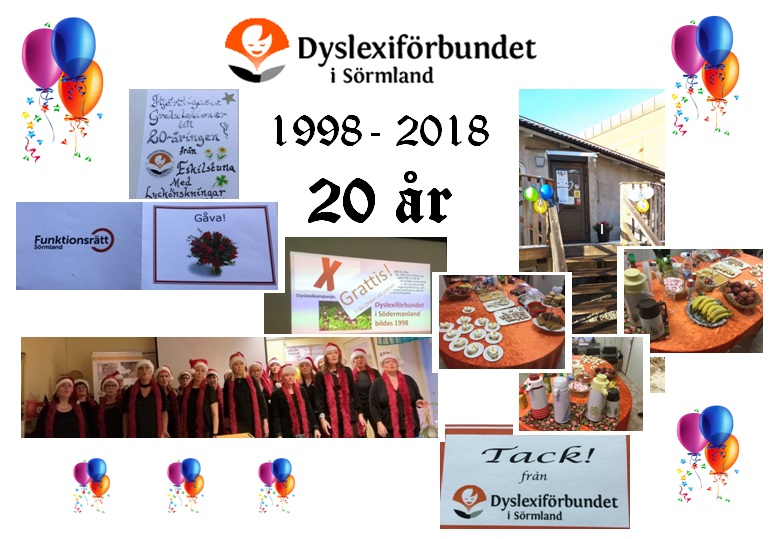 Dyslexiförbundet
i Sörmland
1998 - 2018
20 år
Hjärtligaste
Gratulationer
till
20-åringen
från
Eskilstuna
Med
Lyckönskningar
Funktionsrätt
Sörmland
Gåva!
X
Grattis!
Dyslexikampanje
Dyslexiförbundet
i Södermanland
bildas 1998
Tack!
från
Dyslexiförbundet
i Sörmland